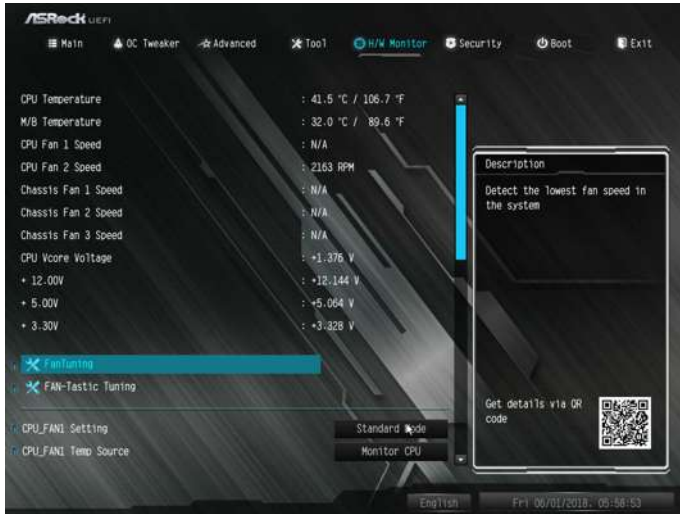 ASRock UEFI
Main OC Tweaker Advanced Tool H/W Monitor Security Boot Exit
CPU Temperature : 41.5 °C / 106.7 °F
M/B Temperature : 32.0 °C / 89.6 °F
CPU Fan 1 Speed : N/A
CPU Fan 2 Speed : 2163 RPM
Chassis Fan 1 Speed : N/A
Chassis Fan 2 Speed : N/A
Chassis Fan 3 Speed : N/A
CPU Vcore Voltage : +1.376 V
+ 12.00V : +12.144 V
+ 5.00V : +5.064 V
+ 3.30V : +3.328 V
FanTuning
FAN-Tastic Tuning
CPU_FAN1 Setting Standard Mode
CPU_FAN1 Temp Source Monitor CPU
Description
Detect the lowest fan speed in
the system
Get details via QR
code
English Fri 06/01/2018, 05:58:53